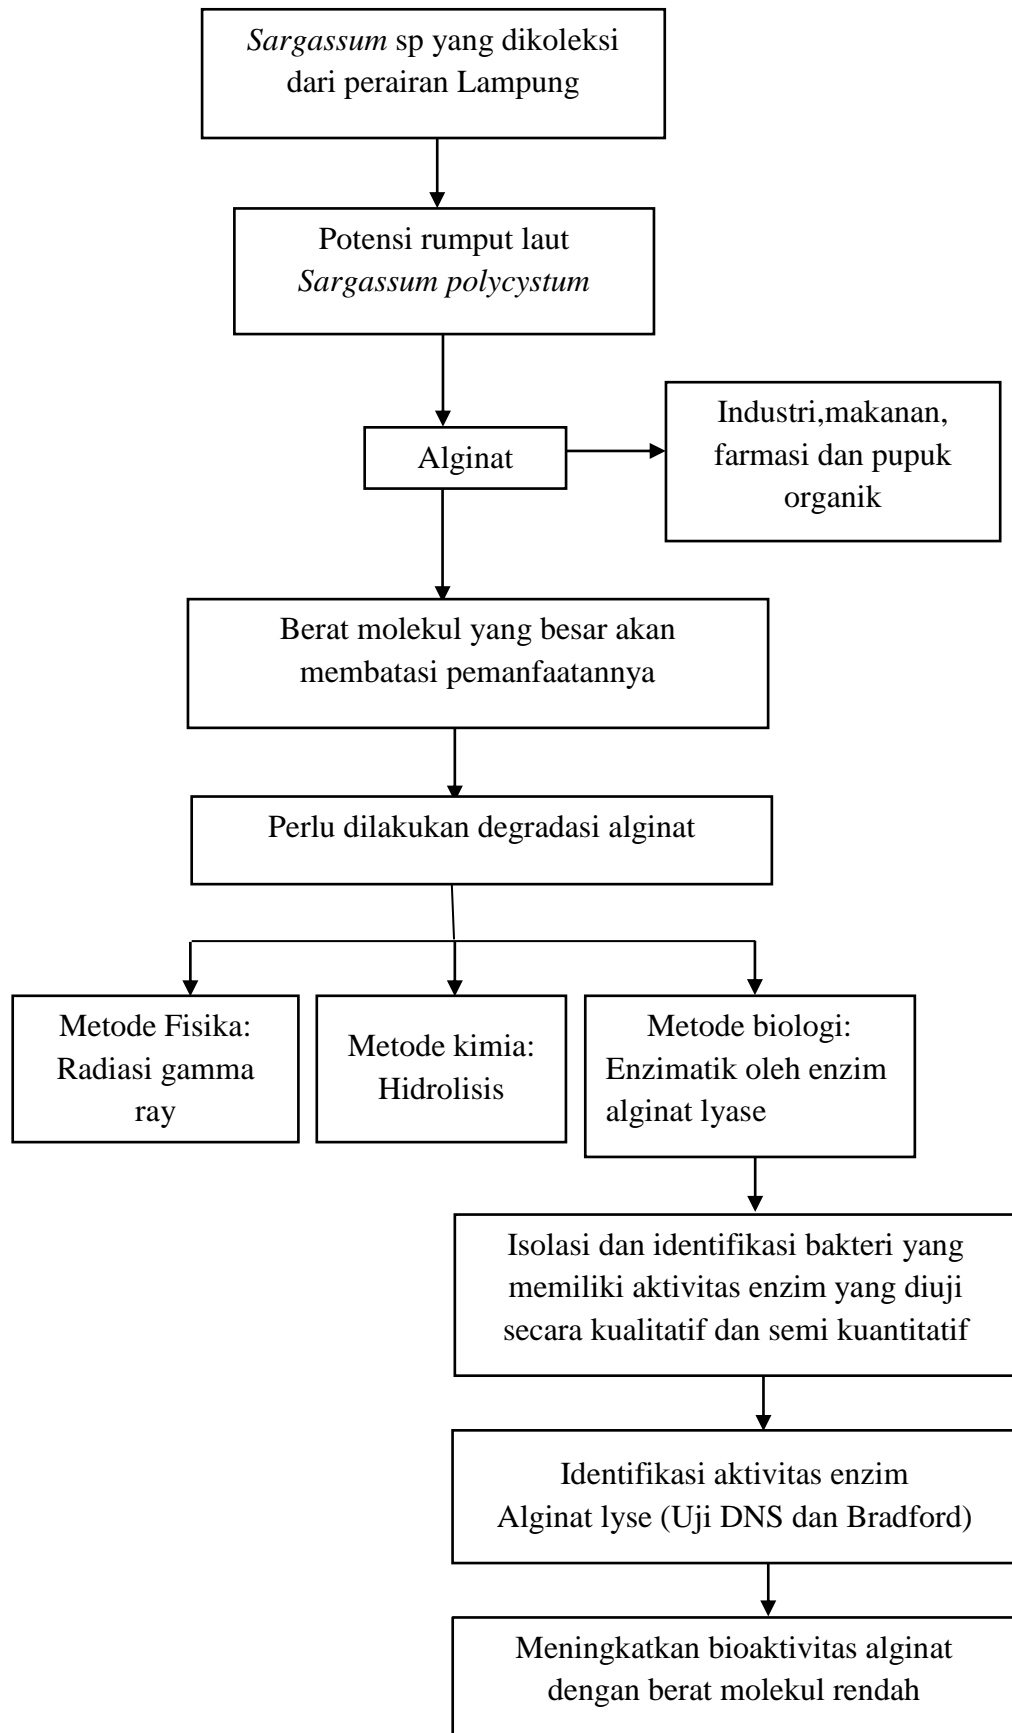 Sargassum sp yang dikoleksi
dari perairan Lampung
Potensi rumput laut
Sargassum polycystum
Alginat
Industri,makanan,
farmasi dan pupuk
organik
Berat molekul yang besar akan
membatasi pemanfaatannya
Perlu dilakukan degradasi alginat
Metode Fisika:
Radiasi gamma
ray
Metode kimia:
Hidrolisis
Metode biologi:
Enzimatik oleh enzim
alginat lyase
Isolasi dan identifikasi bakteri yang
memiliki aktivitas enzim yang diuji
secara kualitatif dan semi kuantitatif
Identifikasi aktivitas enzim
Alginat lyse (Uji DNS dan Bradford)
Meningkatkan bioaktivitas alginat
dengan berat molekul rendah